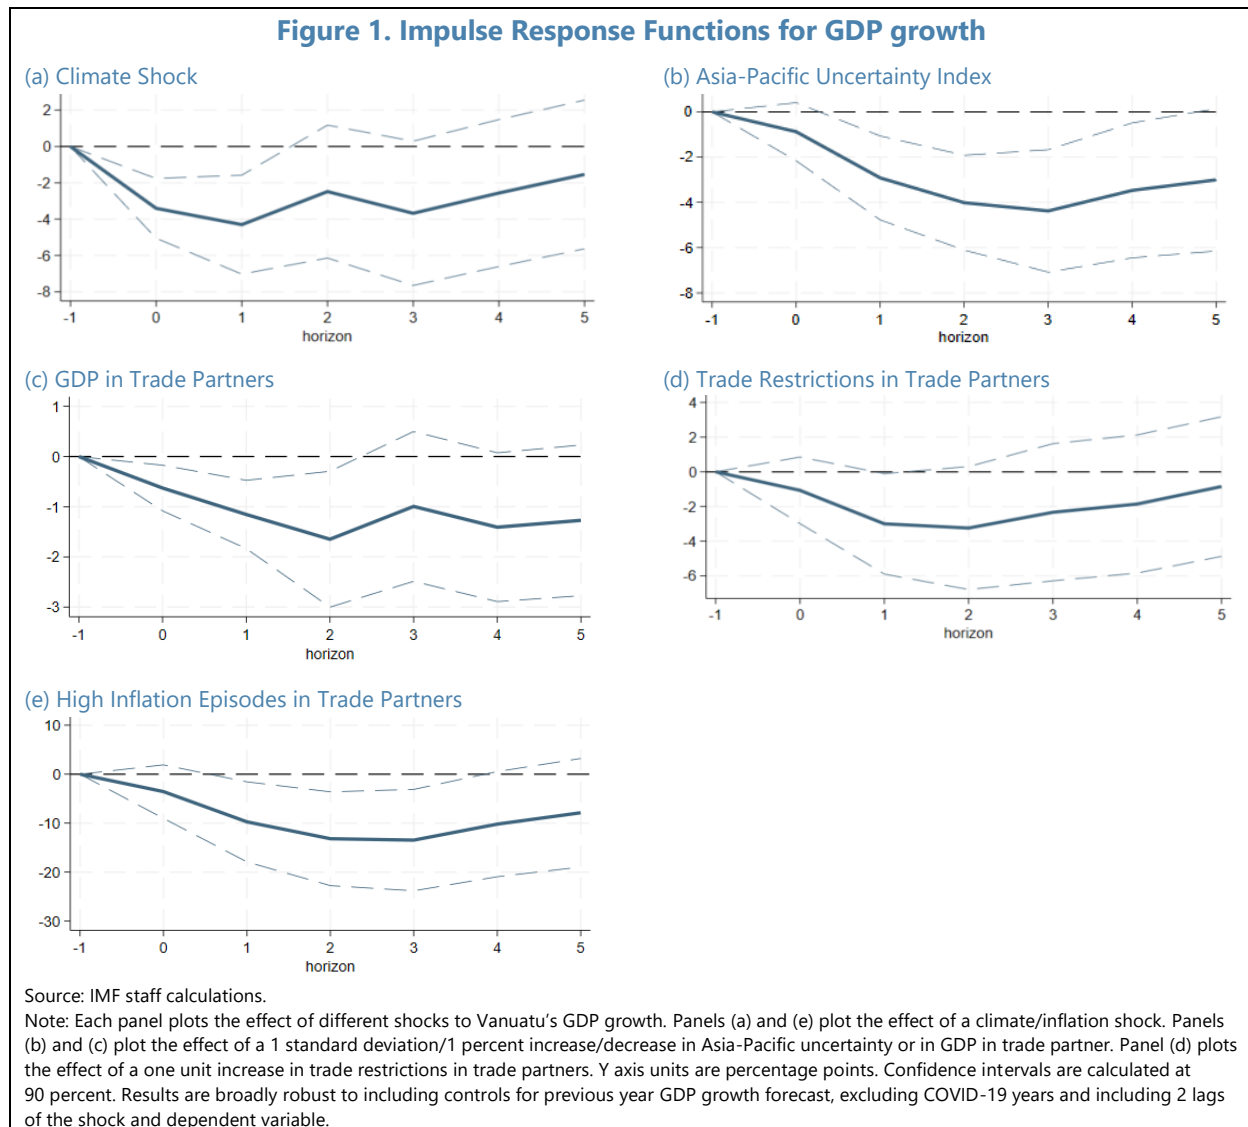 Figure 1. Impulse Response Functions for GDP growth
(a) Climate Shock
2
0
-2
-4
-6
-8
-1 0 1 2 3 4 5
horizon
(b) Asia-Pacific Uncertainty Index
0
-2
-4
-6
-8
-1 0 1 2 3 4 5
horizon
(c) GDP in Trade Partners
1
0
-1
-2
-3
-1 0 1 2 3 4 5
horizon
(d) Trade Restrictions in Trade Partners
4
2
0
-2
-4
-6
-1 0 1 2 3 4 5
horizon
(e) High Inflation Episodes in Trade Partners
10
0
-10
-20
-30
-1 0 1 2 3 4 5
horizon
Source: IMF staff calculations.
Note: Each panel plots the effect of different shocks to Vanuatu’s GDP growth. Panels (a) and (e) plot the effect of a climate/inflation shock. Panels
(b) and (c) plot the effect of a 1 standard deviation/1 percent increase/decrease in Asia-Pacific uncertainty or in GDP in trade partner. Panel (d) plots
the effect of a one unit increase in trade restrictions in trade partners. Y axis units are percentage points. Confidence intervals are calculated at
90 percent. Results are broadly robust to including controls for previous year GDP growth forecast, excluding COVID-19 years and including 2 lags
of the shock and dependent variable.